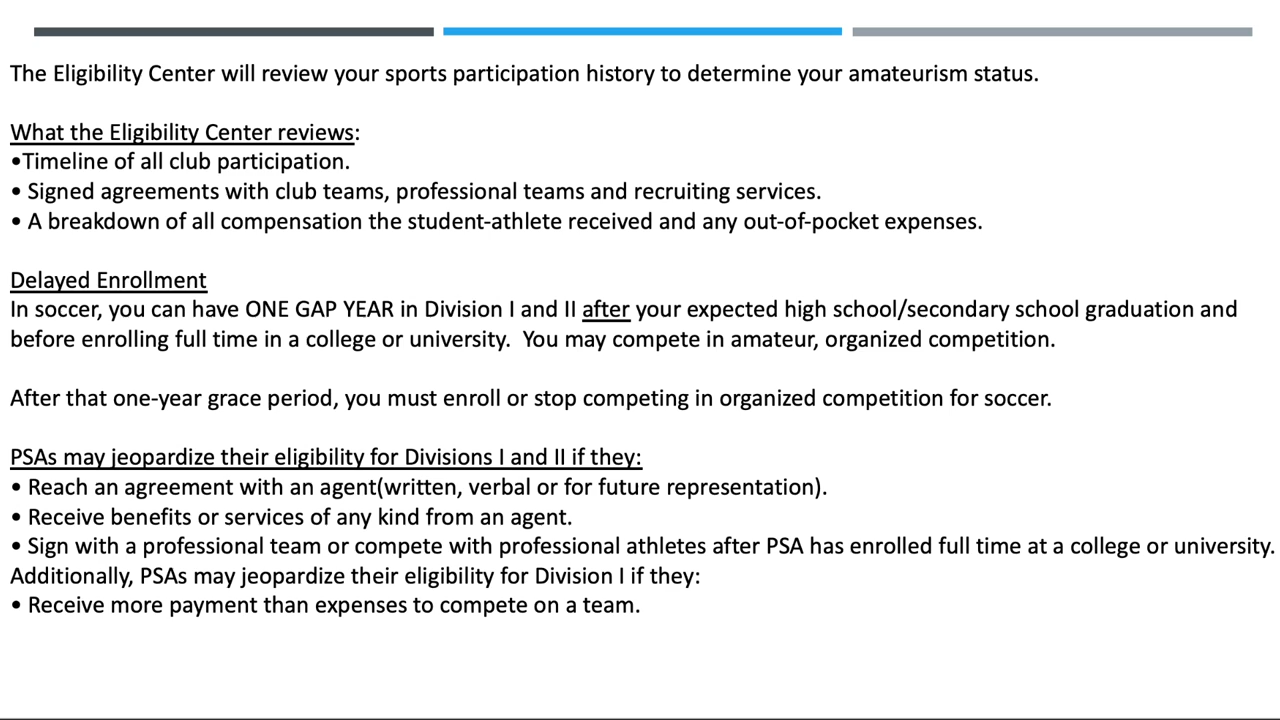 The Eligibility Center will review your sports participation history to determine your amateurism status.
What the Eligibility Center reviews:
•Timeline of all club participation.
• Signed agreements with club teams, professional teams and recruiting services.
• A breakdown of all compensation the student-athlete received and any out-of-pocket expenses.
Delayed Enrollment
In soccer, you can have ONE GAP YEAR in Division I and II after your expected high school/secondary school graduation and
before enrolling full time in a college or university.  You may compete in amateur, organized competition.
After that one-year grace period, you must enroll or stop competing in organized competition for soccer.
PSAs may jeopardize their eligibility for Divisions I and II if they:
• Reach an agreement with an agent(written, verbal or for future representation).
• Receive benefits or services of any kind from an agent.
• Sign with a professional team or compete with professional athletes after PSA has enrolled full time at a college or university.
Additionally, PSAs may jeopardize their eligibility for Division I if they:
• Receive more payment than expenses to compete on a team.